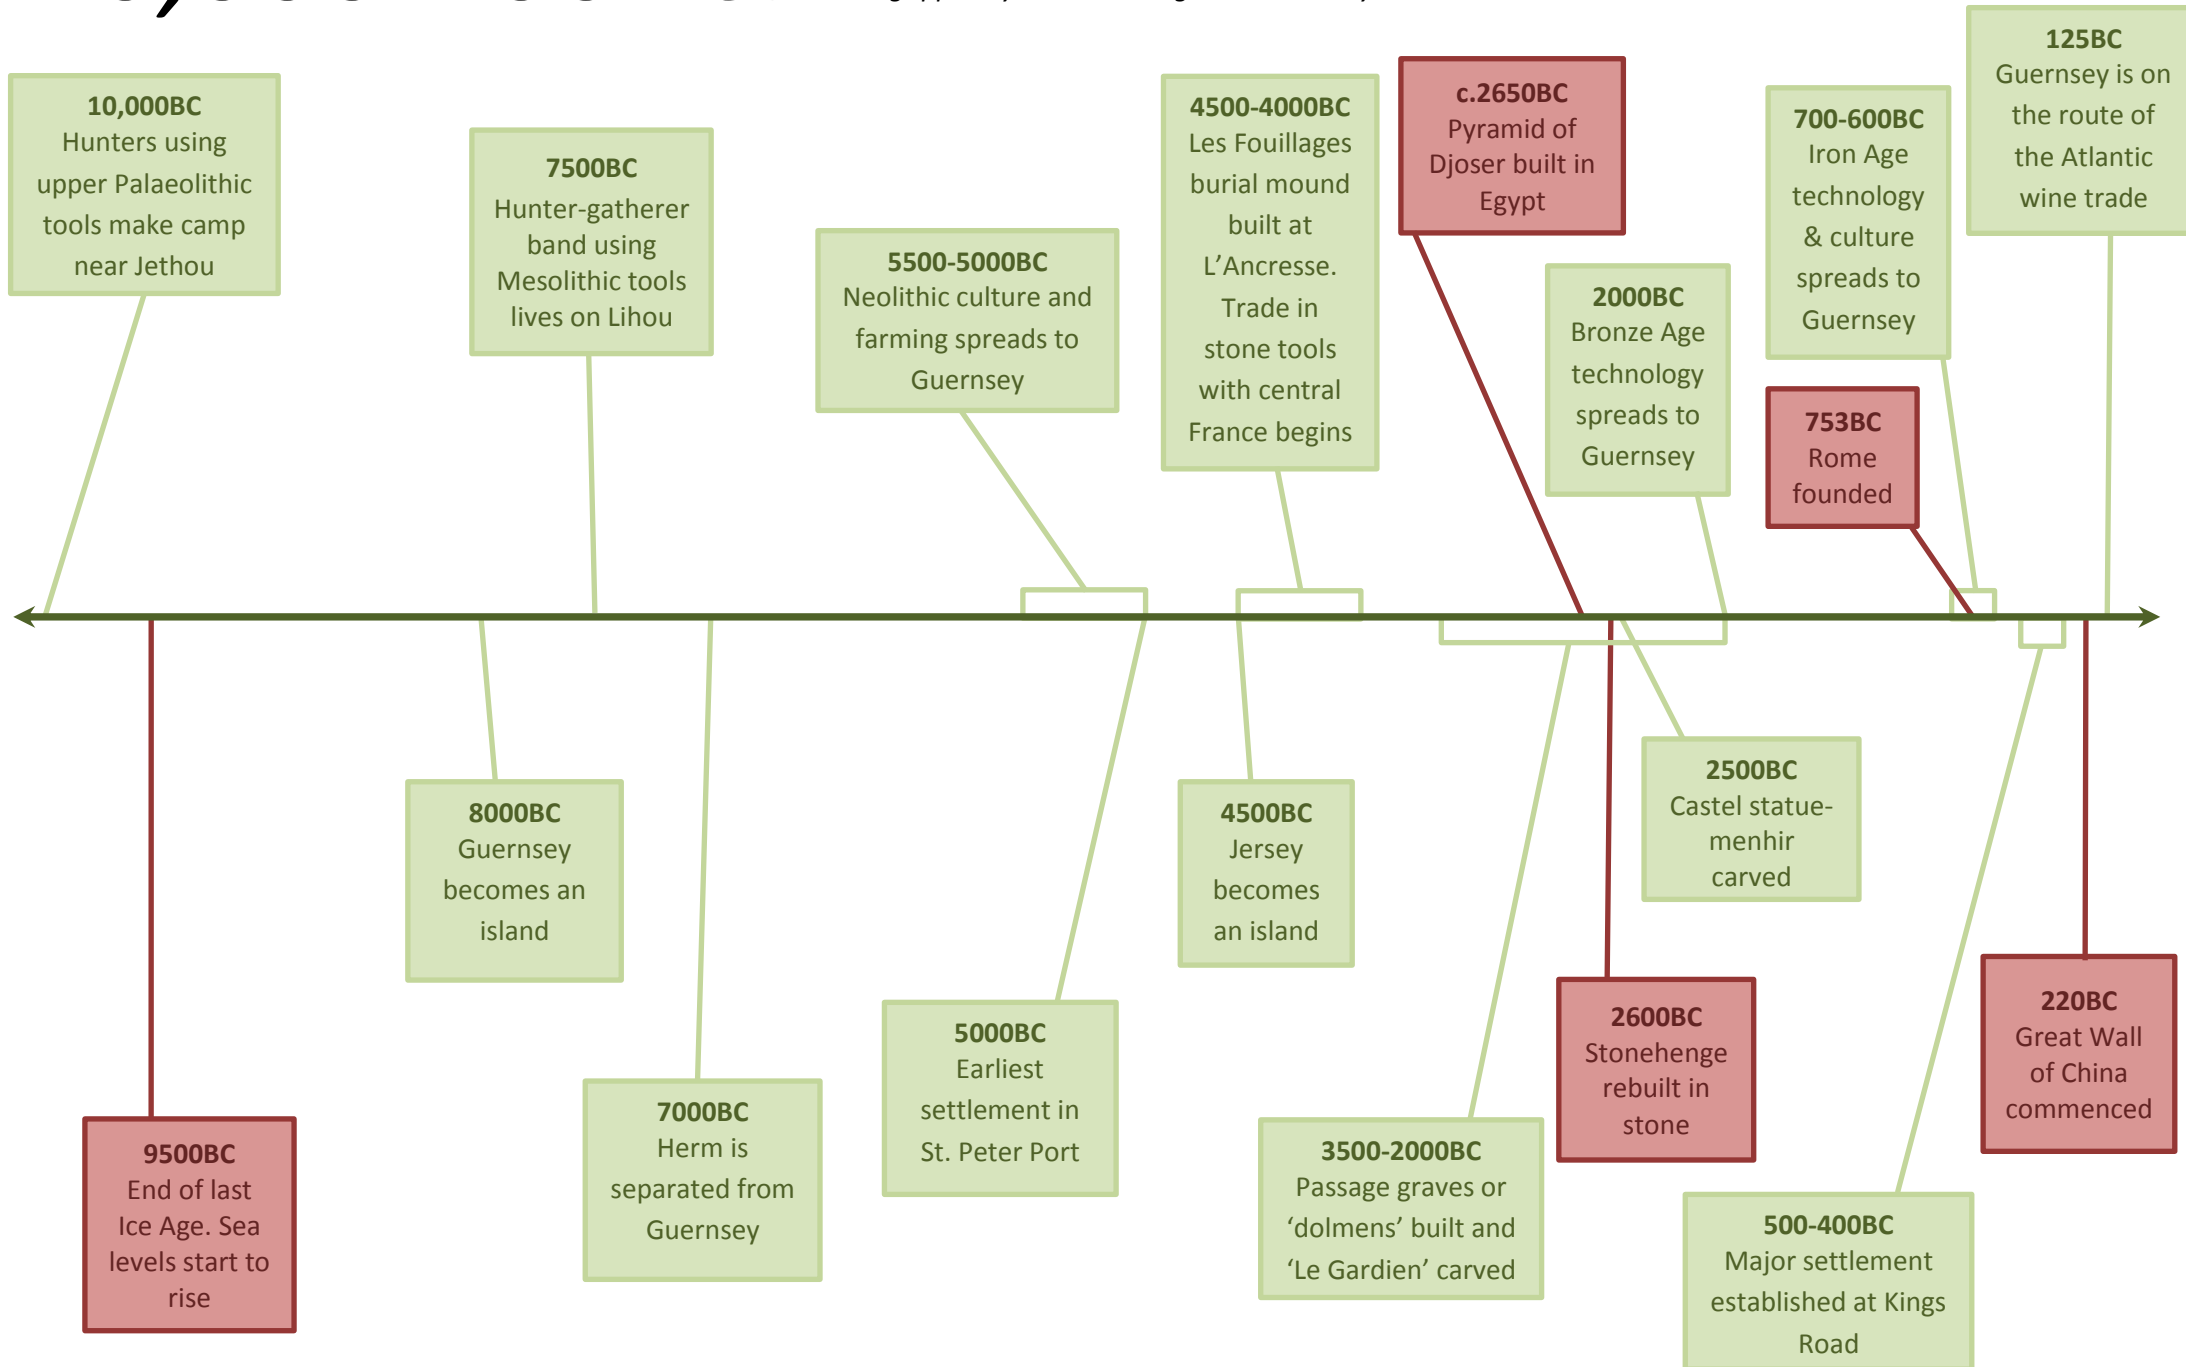 10,000BC
Hunters using
upper Palaeolithic
tools make camp
near Jethou
7500BC
Hunter-gatherer
band using
Mesolithic tools
lives on Lihou
5500-5000BC
Neolithic culture and
farming spreads to
Guernsey
4500-4000BC
Les Fouillages
burial mound
built at
L’Ancresse.
Trade in
stone tools
with central
France begins
c.2650BC
Pyramid of
Djoser built in
Egypt
2000BC
Bronze Age
technology
spreads to
Guernsey
700-600BC
Iron Age
technology
& culture
spreads to
Guernsey
753BC
Rome
founded
125BC
Guernsey is on
the route of
the Atlantic
wine trade
9500BC
End of last
Ice Age. Sea
levels start to
rise
8000BC
Guernsey
becomes an
island
7000BC
Herm is
separated from
Guernsey
5000BC
Earliest
settlement in
St. Peter Port
4500BC
Jersey
becomes
an island
3500-2000BC
Passage graves or
‘dolmens’ built and
‘Le Gardien’ carved
2600BC
Stonehenge
rebuilt in
stone
2500BC
Castel statue-
menhir
carved
500-400BC
Major settlement
established at Kings
Road
220BC
Great Wall
of China
commenced